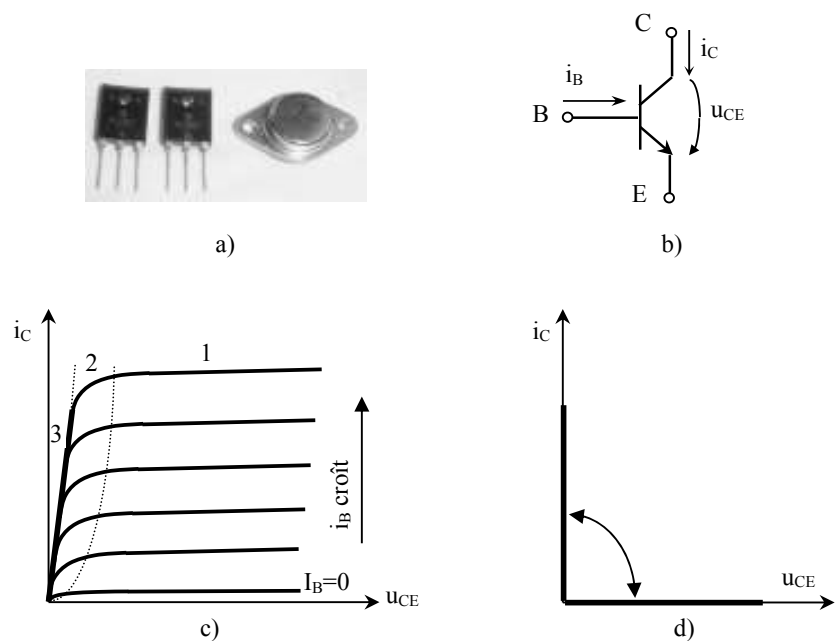 C
i_C
i_B
B
u_CE
E
a)
b)
i_C
2
1
3
i_B croît
I_B=0
u_CE
c)
i_C
u_CE
d)